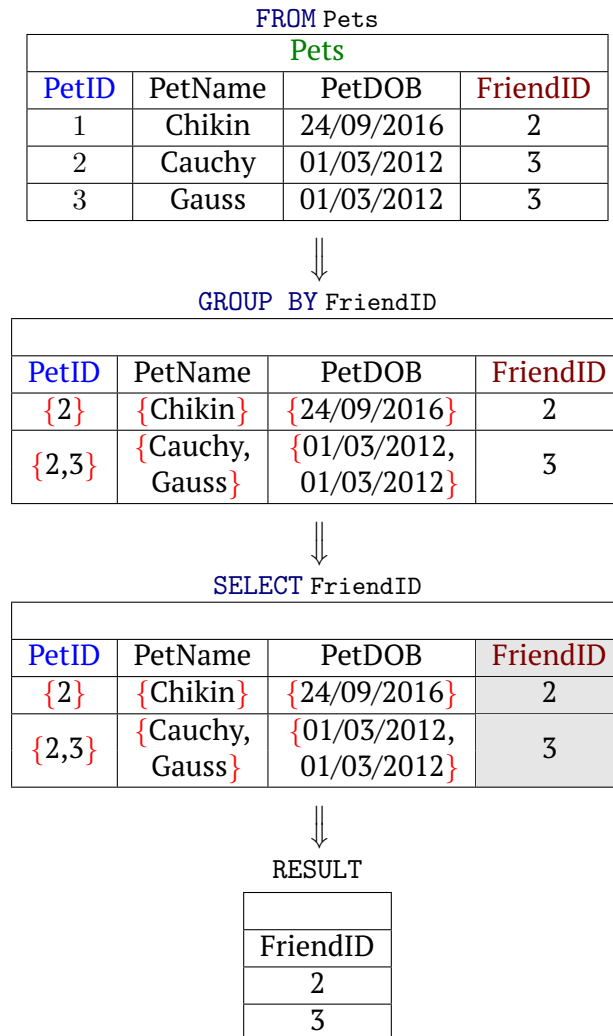 FROM Pets
Pets
PetID PetName PetDOB FriendID
1 Chikin 24/09/2016 2
2 Cauchy 01/03/2012 3
3 Gauss 01/03/2012 3
⇓
GROUP BY FriendID
PetID PetName PetDOB FriendID
{2} {Chikin} {24/09/2016} 2
{2,3} {Cauchy, Gauss} {01/03/2012, 01/03/2012} 3
⇓
SELECT FriendID
PetID PetName PetDOB FriendID
{2} {Chikin} {24/09/2016} 2
{2,3} {Cauchy, Gauss} {01/03/2012, 01/03/2012} 3
⇓
RESULT
FriendID
2
3